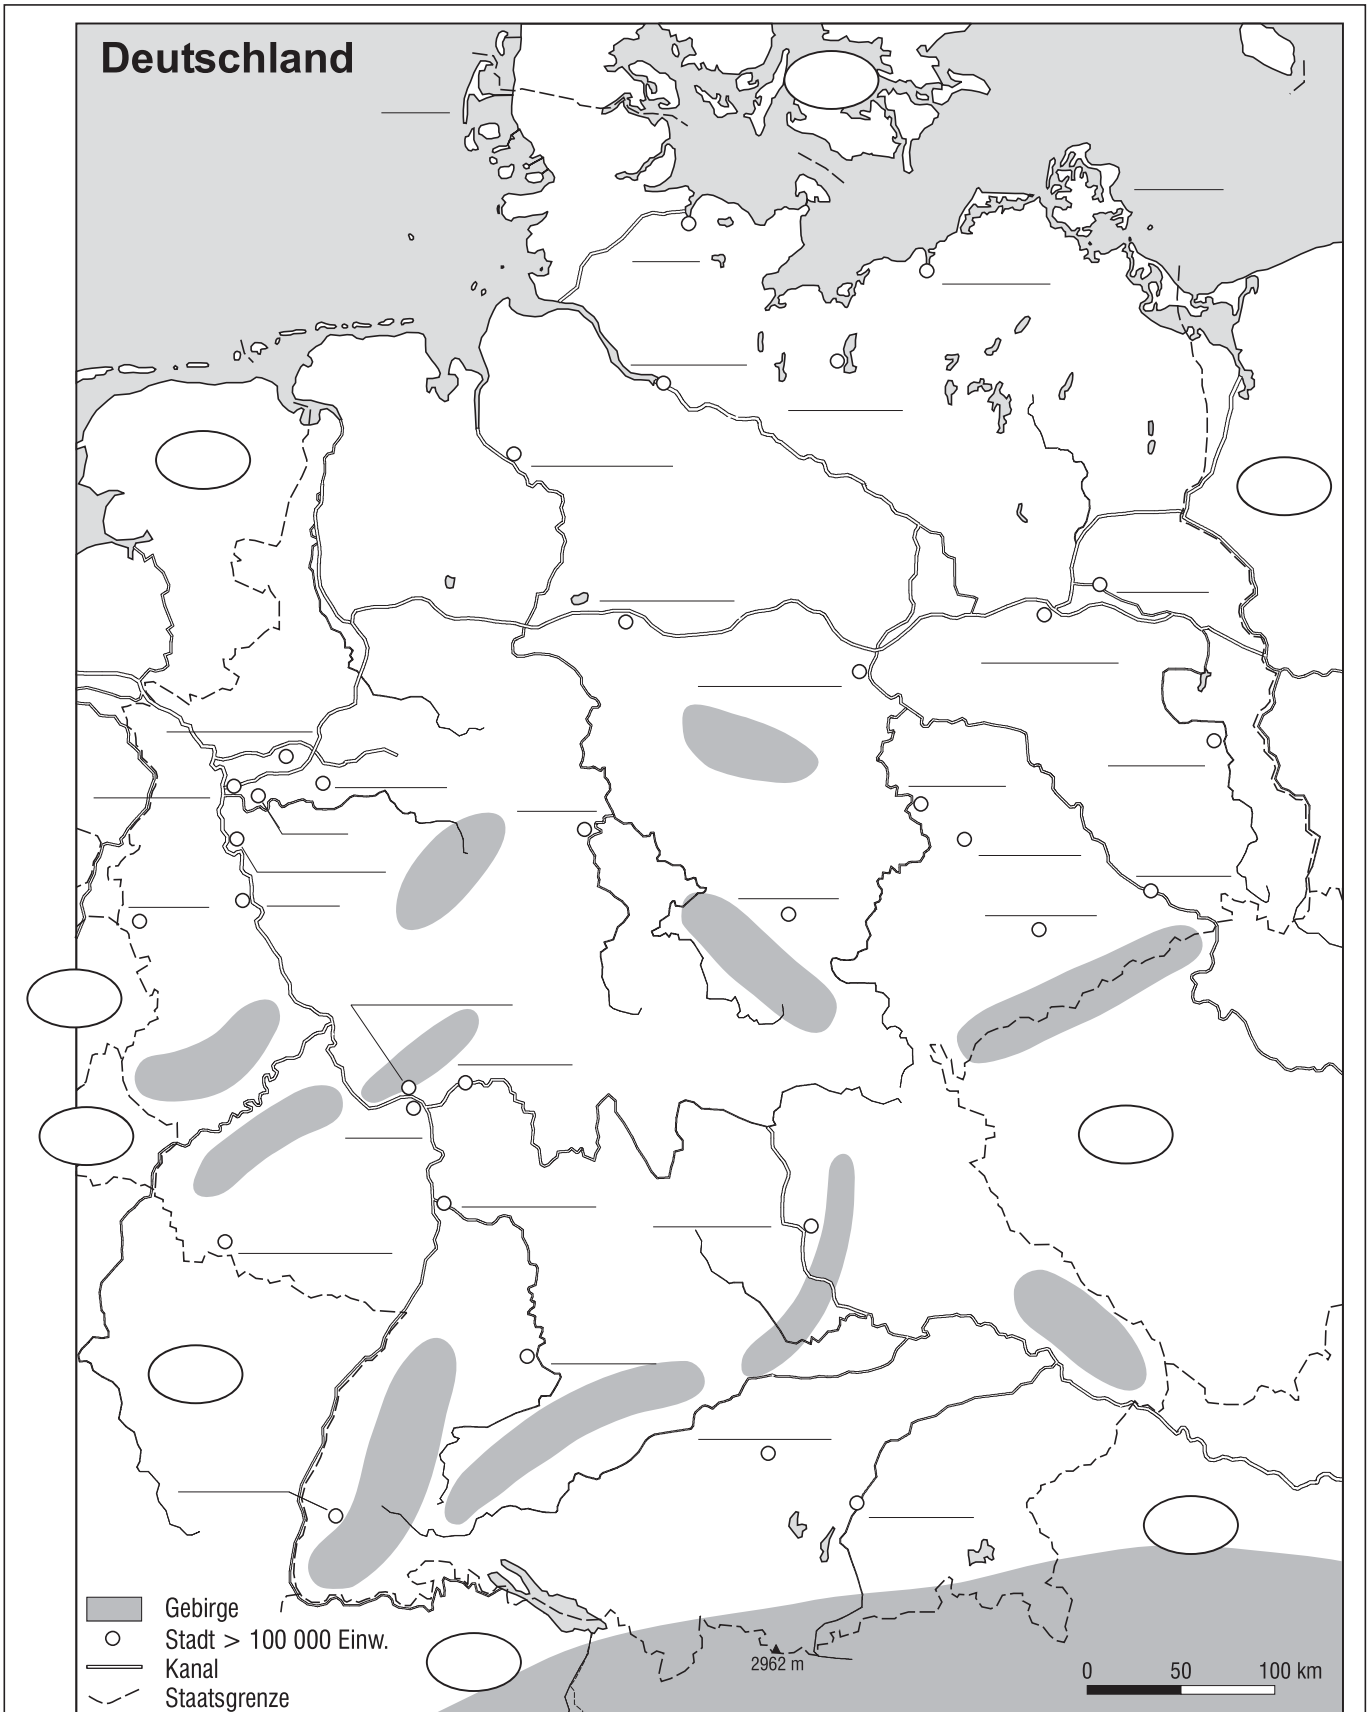 Deutschland
2962 m
Gebirge
Stadt > 100 000 Einw.
Kanal
Staatsgrenze
0 50 100 km